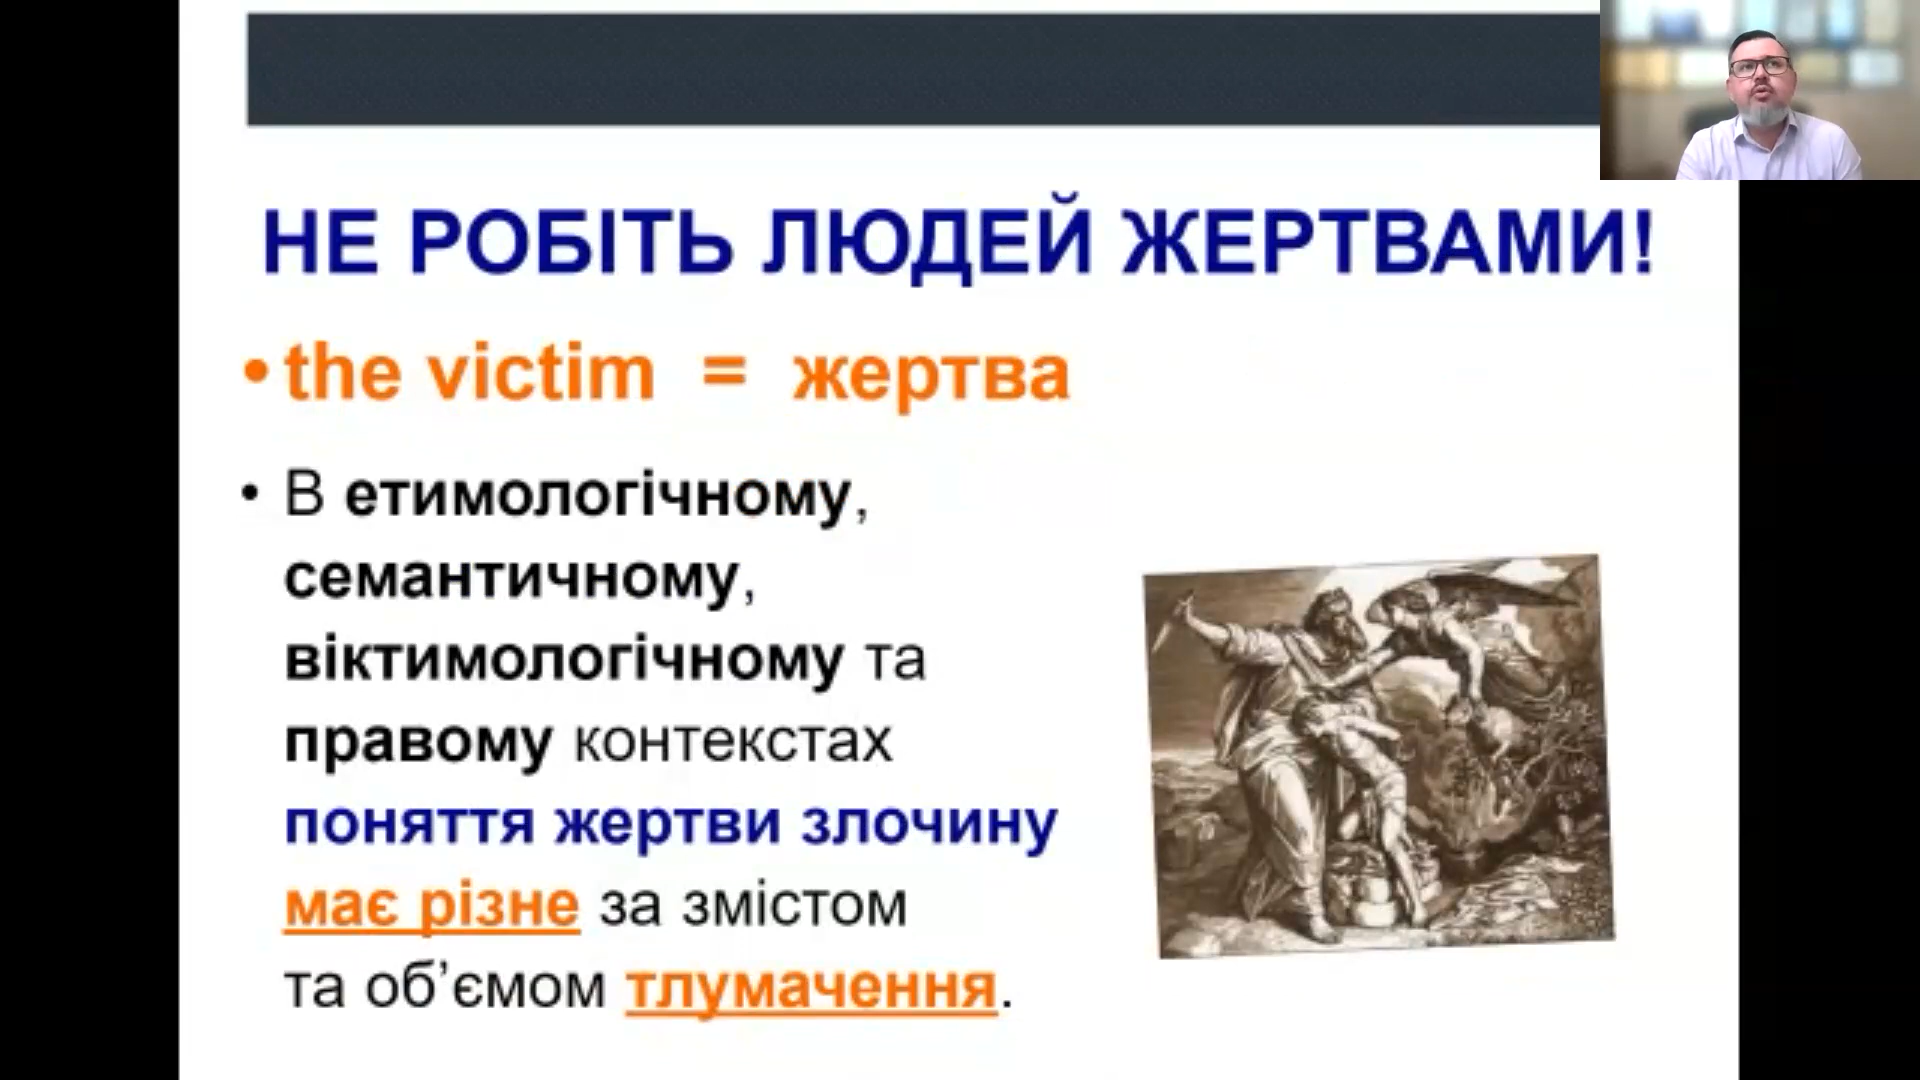 НЕ РОБІТЬ ЛЮДЕЙ ЖЕРТВАМИ!
•the victim = жертва
• В етимологічному,
семантичному,
віктимологічному та
правому контекстах
поняття жертви злочину
має різне за змістом
та об’ємом тлумачення.